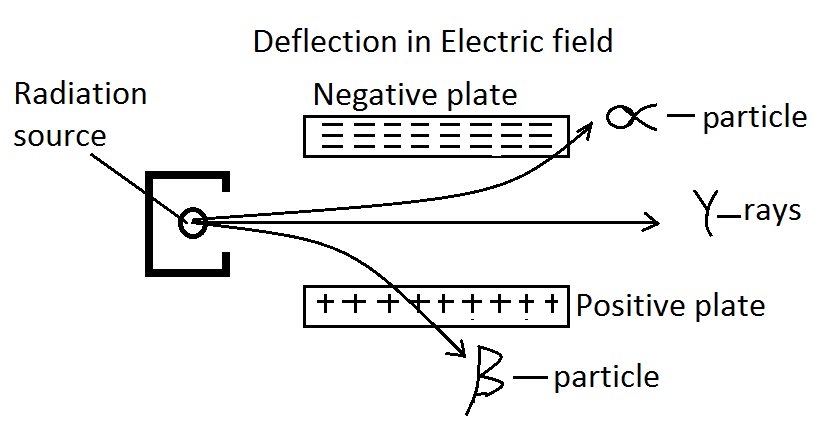 Deflection in Electric field
Radiation
source
Negative plate
– – – – – – – – –
– – – – – – – – –
– – – – – – – – –
α – particle
γ – rays
+ + + + + + + + +
Positive plate
β – particle